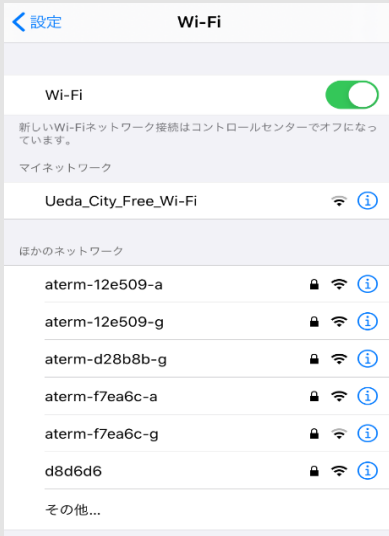 設定
Wi-Fi
Wi-Fi
新しいWi-Fiネットワーク接続はコントロールセンターでオフになっ
ています。
マイネットワーク
Ueda_City_Free_Wi-Fi
ほかのネットワーク
aterm-12e509-a
aterm-12e509-g
aterm-d28b8b-g
aterm-f7ea6c-a
aterm-f7ea6c-g
d8d6d6
その他...